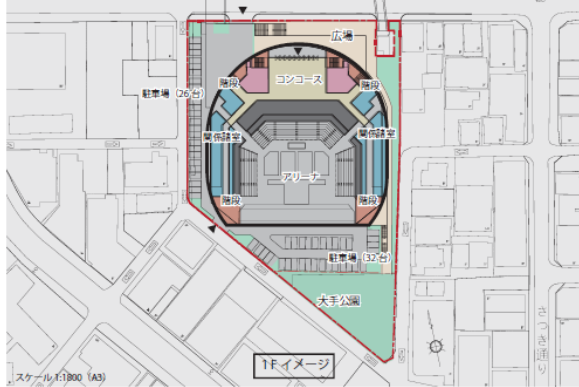 広場
コンコース
階段
階段
駐車場（26台）
関係諸室
関係諸室
アリーナ
階段
階段
駐車場（32台）
大手公園
さつき通り
1F イメージ
スケール 1:1800（A3）